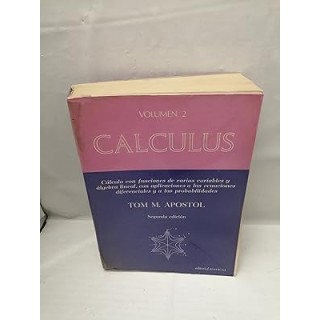 VOLUMEN 2
CALCULUS
Cálculo con funciones de varias variables y
álgebra lineal, con aplicaciones a las ecuaciones
diferenciales y a las probabilidades
TOM M. APOSTOL
Segunda edición